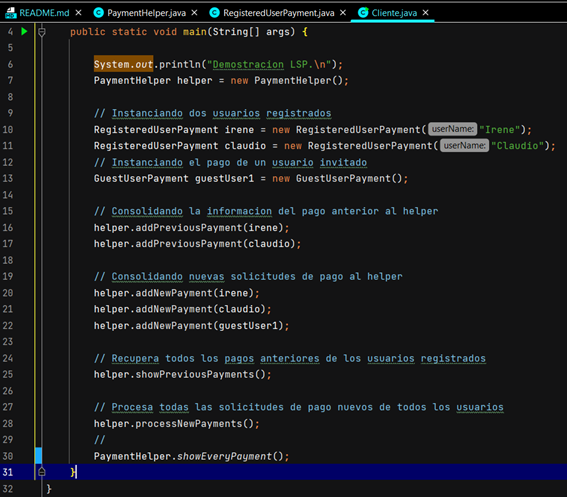 README.md × PaymentHelper.java × RegisteredUserPayment.java × Cliente.java ×
4 public static void main(String[] args) {
5
6 System.out.println("Demostracion LSP.\n");
7 PaymentHelper helper = new PaymentHelper();
8
9 // Instanciando dos usuarios registrados
10 RegisteredUserPayment irene = new RegisteredUserPayment( userName: "Irene");
11 RegisteredUserPayment claudio = new RegisteredUserPayment( userName: "Claudio");
12 // Instanciando el pago de un usuario invitado
13 GuestUserPayment guestUser1 = new GuestUserPayment();
14
15 // Consolidando la informacion del pago anterior al helper
16 helper.addPreviousPayment(irene);
17 helper.addPreviousPayment(claudio);
18
19 // Consolidando nuevas solicitudes de pago al helper
20 helper.addNewPayment(irene);
21 helper.addNewPayment(claudio);
22 helper.addNewPayment(guestUser1);
23
24 // Recupera todos los pagos anteriores de los usuarios registrados
25 helper.showPreviousPayments();
26
27 // Procesa todas las solicitudes de pago nuevos de todos los usuarios
28 helper.processNewPayments();
29 //
30 PaymentHelper.showEveryPayment();
31 }
32 }